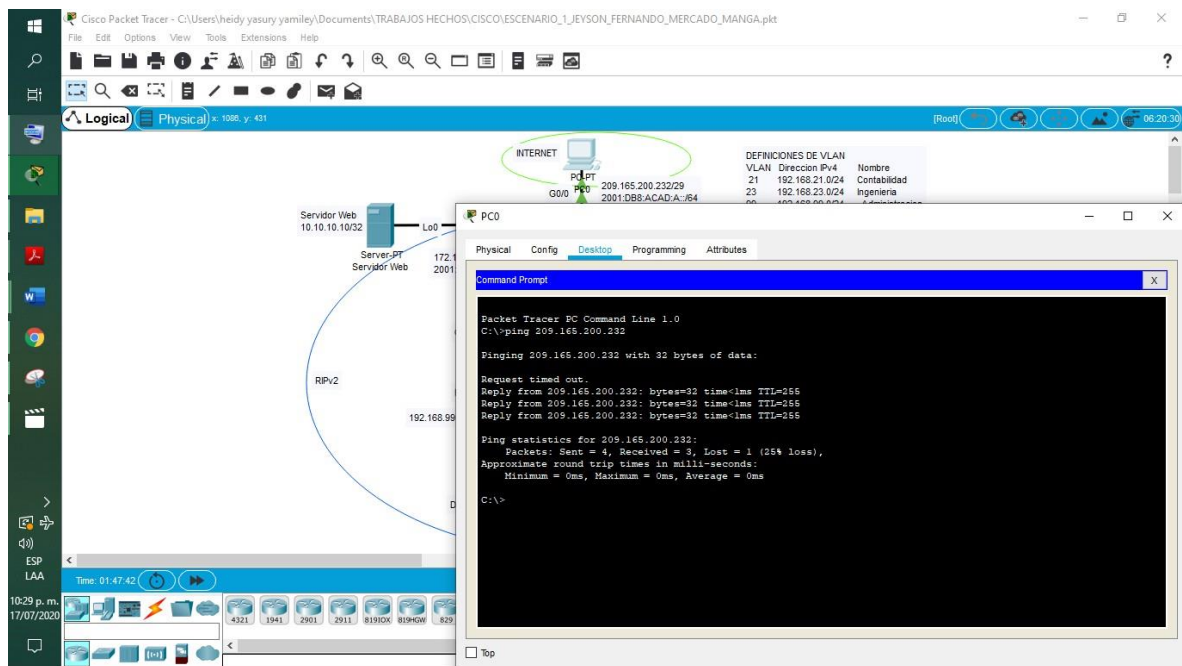 Cisco Packet Tracer - C:\Users\heidy yasury yamiley\Documents\TRABAJOS HECHOS\CISCO\ESCENARIO_1_JEYSON_FERNANDO_MERCADO_MANGA.pkt
File Edit Options View Tools Extensions Help
Logical Physical x: 1088, y: 431
[Root] 06:20:30
INTERNET
PC-PT
PC0
G0/0
209.165.200.232/29
2001:DB8:ACAD:A::/64
DEFINICIONES DE VLAN
VLAN Direccion IPv4 Nombre
21 192.168.21.0/24 Contabilidad
23 192.168.23.0/24 Ingenieria
Servidor Web
10.10.10.10/32
Lo0
Server-PT
Servidor Web
172.1
2001:
RIPv2
192.168.99
D
PC0
Physical Config Desktop Programming Attributes
Command Prompt
X
Packet Tracer PC Command Line 1.0
C:\>ping 209.165.200.232
Pinging 209.165.200.232 with 32 bytes of data:
Request timed out.
Reply from 209.165.200.232: bytes=32 time<1ms TTL=255
Reply from 209.165.200.232: bytes=32 time<1ms TTL=255
Reply from 209.165.200.232: bytes=32 time<1ms TTL=255
Ping statistics for 209.165.200.232:
Packets: Sent = 4, Received = 3, Lost = 1 (25% loss),
Approximate round trip times in milli-seconds:
Minimum = 0ms, Maximum = 0ms, Average = 0ms
C:\>
Top
Time: 01:47:42
4321 1941 2901 2911 819IOX 819HGW 829
ESP
LAA
10:29 p. m.
17/07/2020